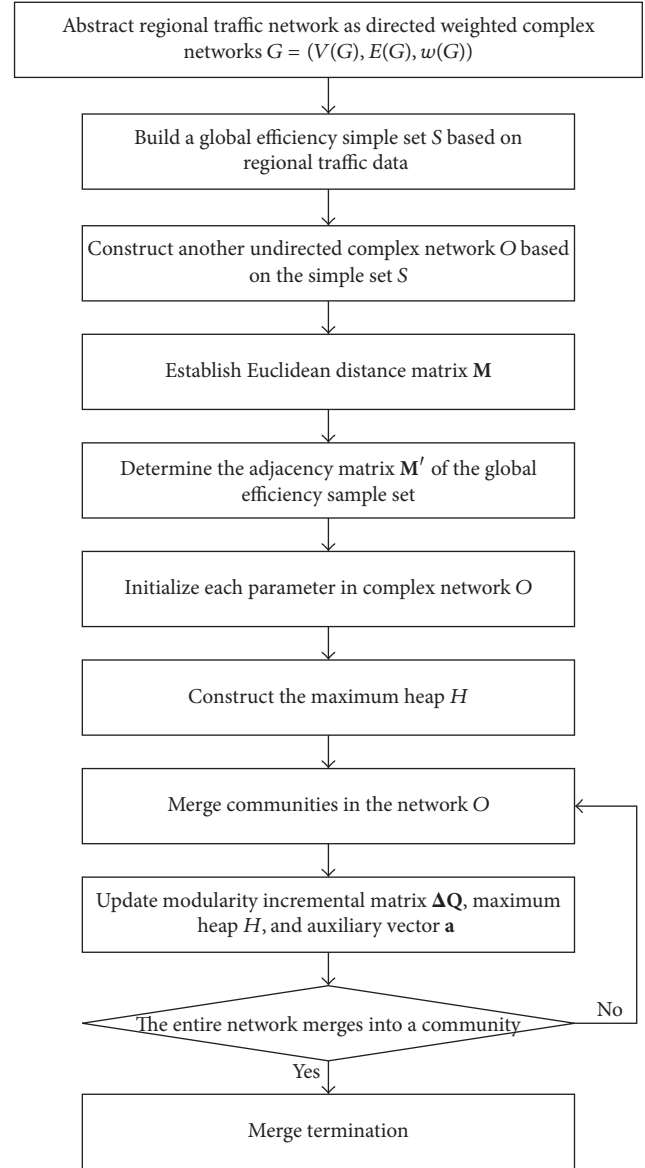 Abstract regional traffic network as directed weighted complex
networks G = (V(G), E(G), w(G))
Build a global efficiency simple set S based on
regional traffic data
Construct another undirected complex network O based
on the simple set S
Establish Euclidean distance matrix M
Determine the adjacency matrix M′ of the global
efficiency sample set
Initialize each parameter in complex network O
Construct the maximum heap H
Merge communities in the network O
Update modularity incremental matrix ΔQ, maximum
heap H, and auxiliary vector a
The entire network merges into a community
No
Yes
Merge termination